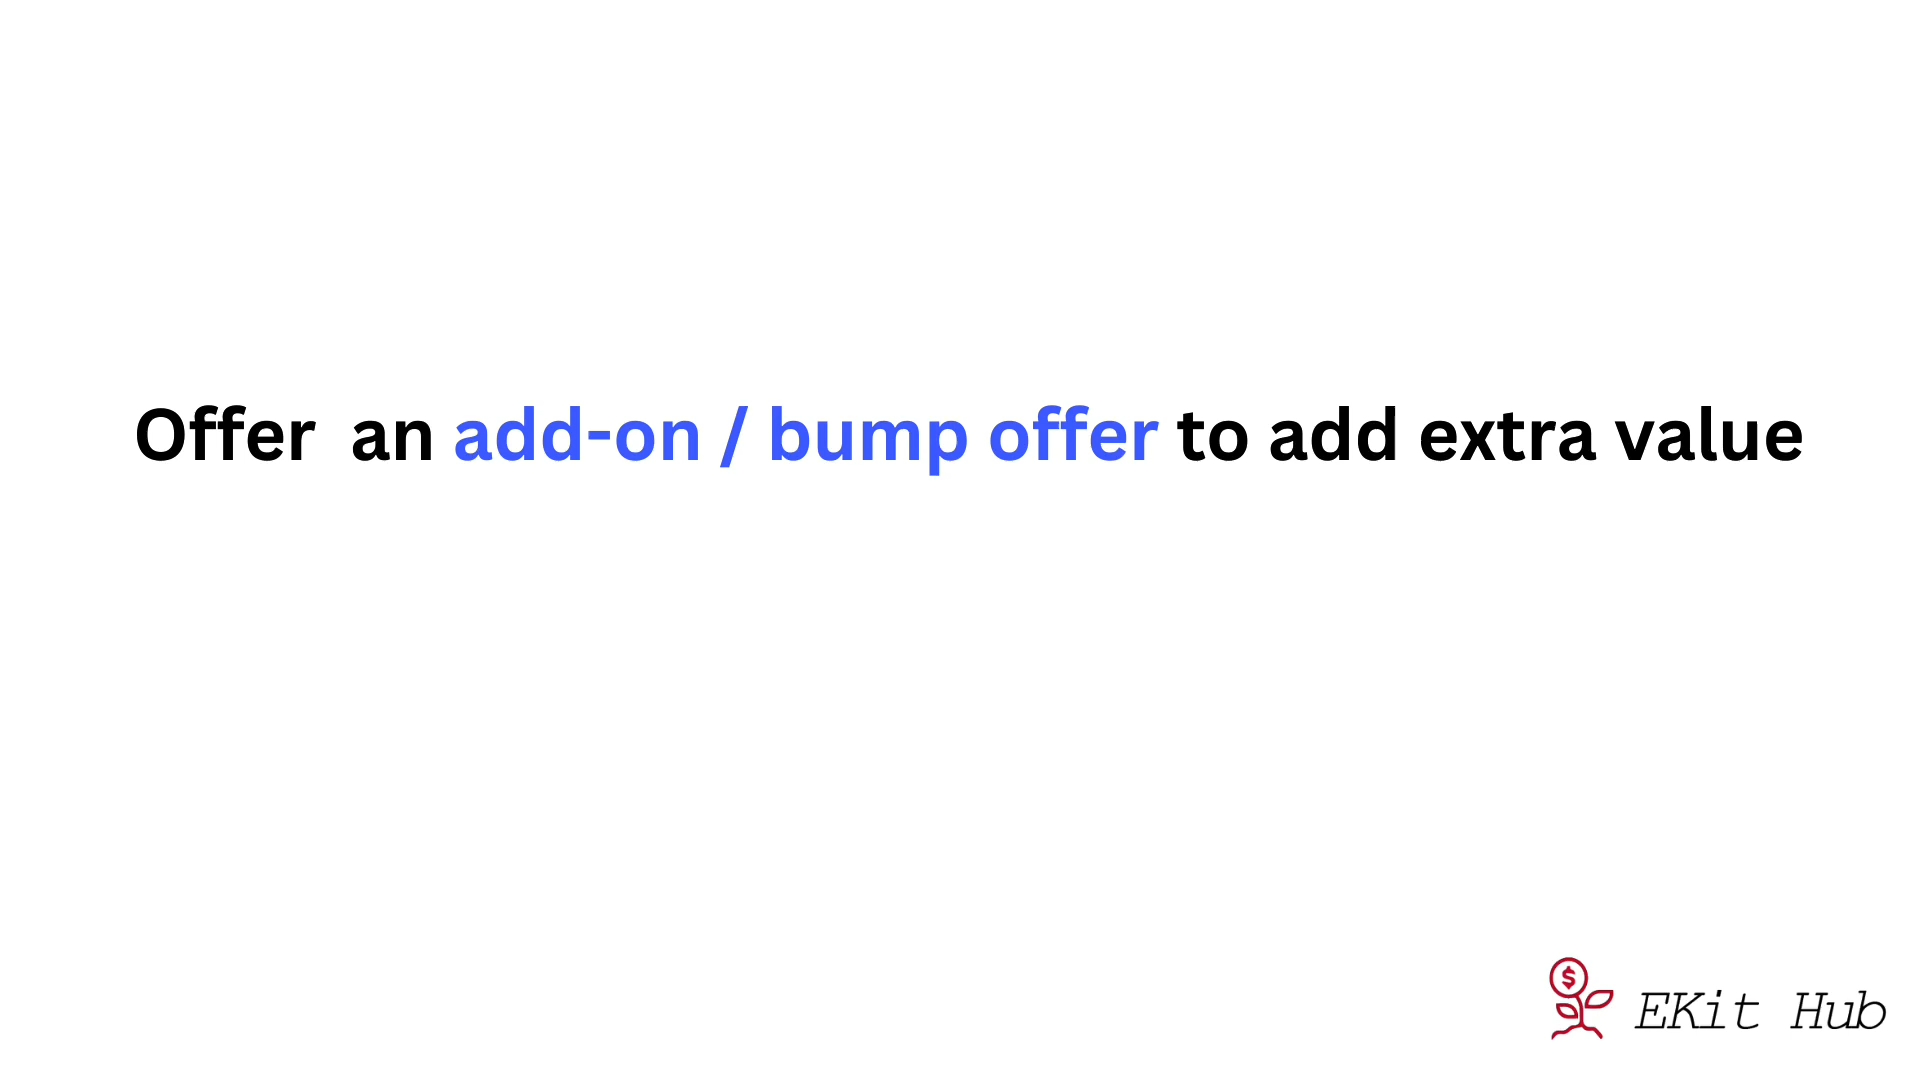 Offer  an add-on / bump offer to add extra value
$
EKit Hub